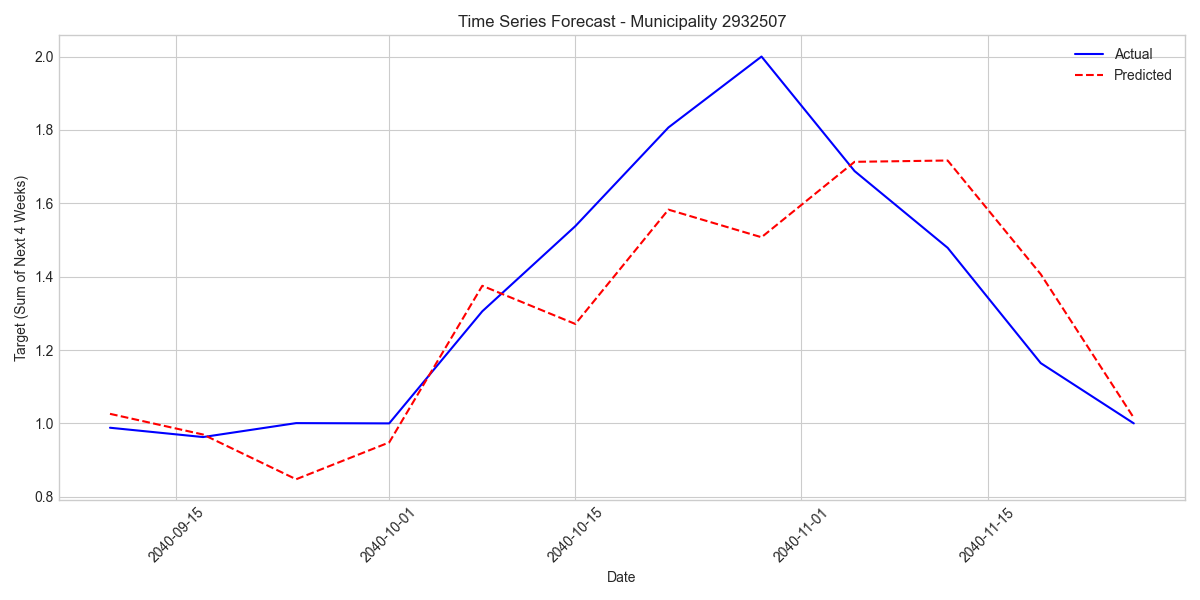 Time Series Forecast - Municipality 2932507
Actual
Predicted
Target (Sum of Next 4 Weeks)
2.0
1.8
1.6
1.4
1.2
1.0
0.8
2040-09-15
2040-10-01
2040-10-15
2040-11-01
2040-11-15
Date